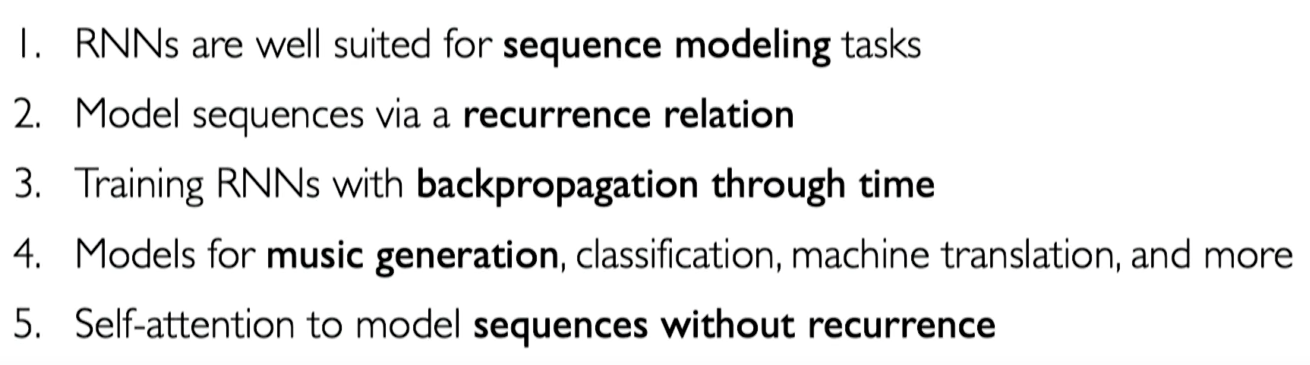 1. RNNs are well suited for sequence modeling tasks
2. Model sequences via a recurrence relation
3. Training RNNs with backpropagation through time
4. Models for music generation, classification, machine translation, and more
5. Self-attention to model sequences without recurrence